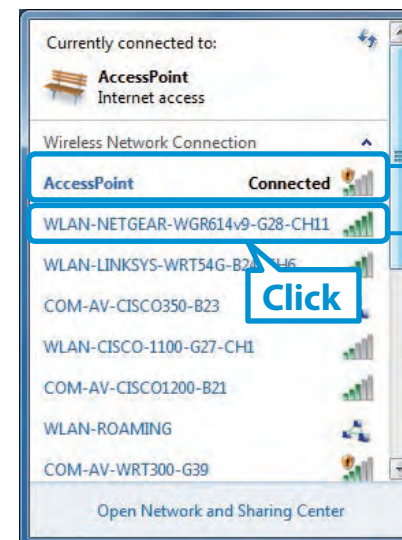 Currently connected to:
AccessPoint
Internet access
Wireless Network Connection
AccessPoint Connected
WLAN-NETGEAR-WGR614v9-G28-CH11
WLAN-LINKSYS-WRT54G-B24-CH6
Click
COM-AV-CISCO350-B23
WLAN-CISCO-1100-G27-CH1
COM-AV-CISCO1200-B21
WLAN-ROAMING
COM-AV-WRT300-G39
Open Network and Sharing Center